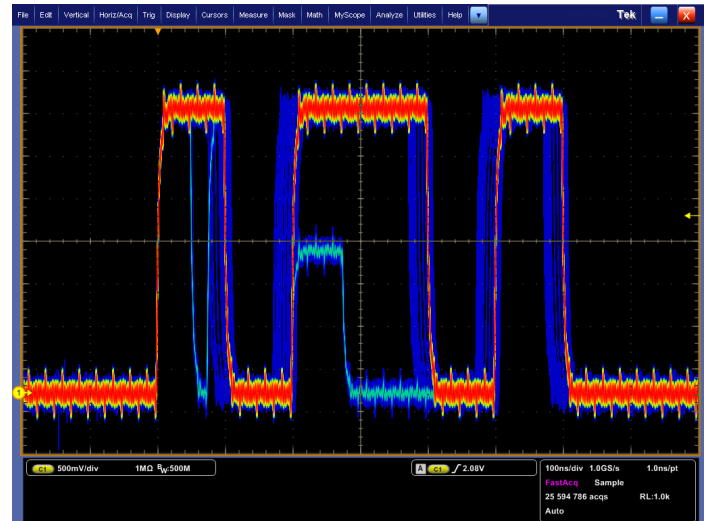 File Edit Vertical Horiz/Acq Trig Display Cursors Measure Mask Math MyScope Analyze Utilities Help Tek X
1
C1 500mV/div 1MΩ BW:500M
A C1 2.08V
100ns/div 1.0GS/s 1.0ns/pt
FastAcq Sample
25 594 786 acqs RL:1.0k
Auto